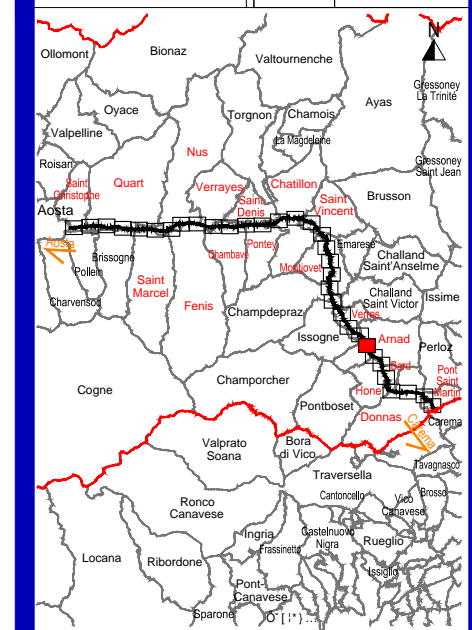 N
Ollomont
Bionaz
Valtournenche
Gressoney
La Trinité
Ayas
Oyace
Torgnon
Chamois
Valpelline
La Magdeleine
Nus
Roisan
Gressoney
Saint Jean
Saint
Christophe
Quart
Verrayes
Chatillon
Brusson
Saint
Denis
Saint
Vincent
Aosta
Aosta
Emarese
Brissogne
Chambave
Pontey
Challand
Saint'Anselme
Pollein
Montjovet
Saint
Marcel
Charvensod
Fenis
Challand
Saint Victor
Issime
Champdepraz
Verres
Issogne
Arnad
Perloz
Bard
Pont
Saint
Martin
Champorcher
Cogne
Hone
Pontboset
Donnas
Carema
Carema
Valprato
Soana
Bora
di Vico
Tavagnasco
Traversella
Ronco
Canavese
Cantoncello
Vico
Canavese
Brosso
Ingria
Castelnuovo
Nigra
Rueglio
Frassinetto
Locana
Ribordone
Issiglio
Pont-
Canavese
Sparone